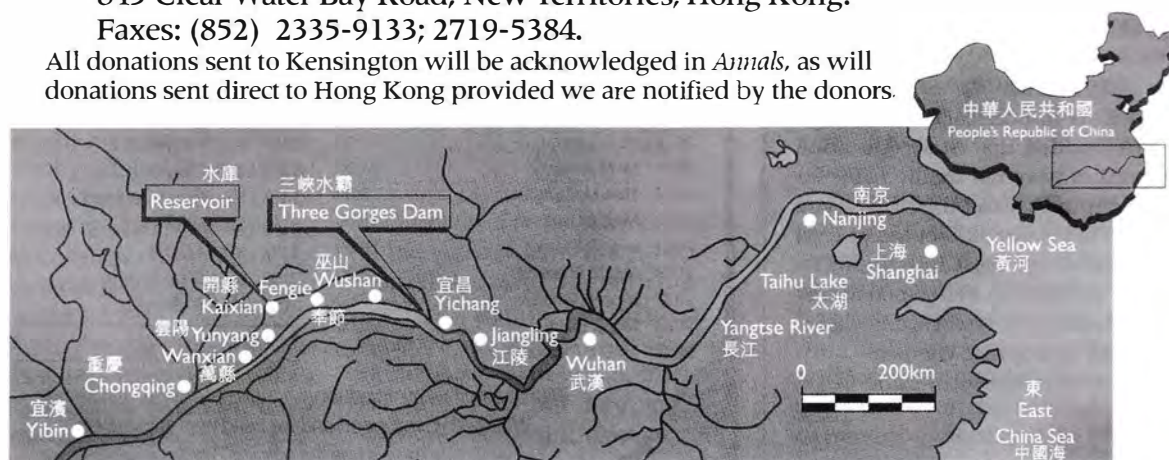 Faxes: (852) 2335-9133; 2719-5384.
All donations sent to Kensington will be acknowledged in Annals, as will
donations sent direct to Hong Kong provided we are notified by the donors.
中華人民共和國
People's Republic of China
水庫
Reservoir
三峽水霸
Three Gorges Dam
南京
Nanjing
上海
Shanghai
Yellow Sea
黃河
Taihu Lake
太湖
巫山
Wushan
宜昌
Yichang
開縣
Kaixian
Fengie
奉節
雲陽
Yunyang
Wanxian
萬縣
Jiangling
江陵
Wuhan
武漢
Yangtse River
長江
重慶
Chongqing
0 200km
宜濱
Yibin
東
East
China Sea
中國海